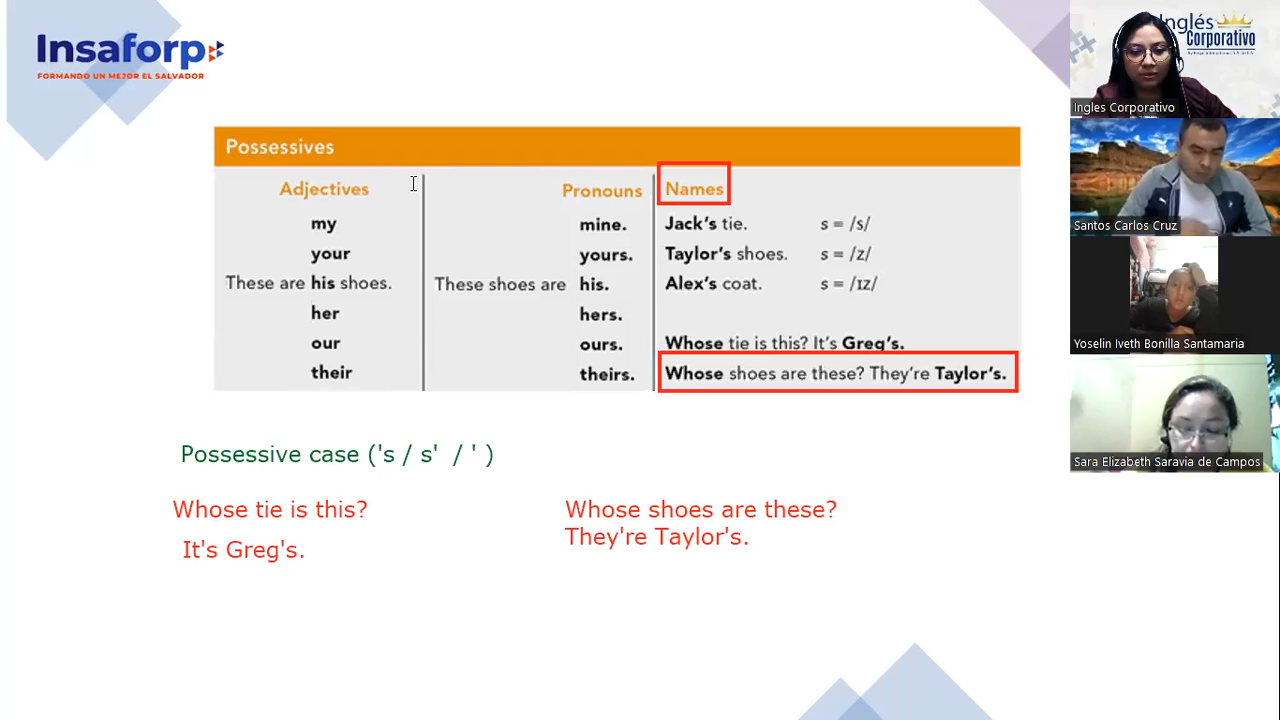 Insaforp
FORMANDO UN MEJOR EL SALVADOR
Possessives
Adjectives
my
your
These are his shoes.
her
our
their
Pronouns
mine.
yours.
These shoes are his.
hers.
ours.
theirs.
Names
Jack's tie. s = /s/
Taylor's shoes. s = /z/
Alex's coat. s = /ɪz/
Whose tie is this? It's Greg's.
Whose shoes are these? They're Taylor's.
Possessive case ('s / s' / ' )
Whose tie is this?
It's Greg's.
Whose shoes are these?
They're Taylor's.
Inglés
Corporativo
Ingles Corporativo
Santos Carlos Cruz
Yoselin Iveth Bonilla Santamaria
Sara Elizabeth Saravia de Campos